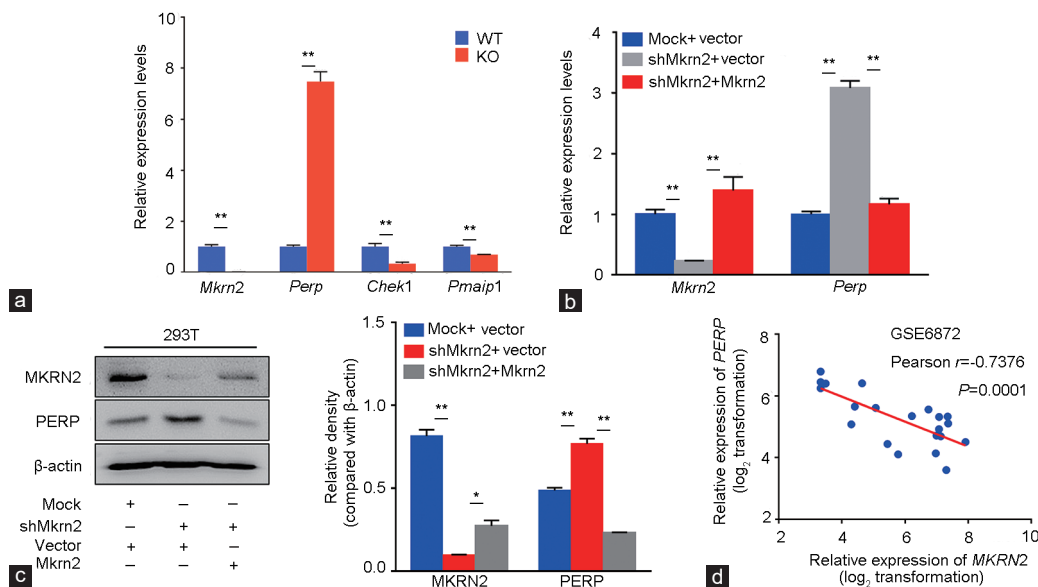 10
8
6
4
2
0
Relative expression levels
WT
KO
**
**
**
**
Mkrn2
Perp
Chek1
Pmaip1
a
4
3
2
1
0
Relative expression levels
Mock+ vector
shMkrn2+vector
shMkrn2+Mkrn2
**
**
**
**
Mkrn2
Perp
b
293T
MKRN2
PERP
β-actin
Mock + – –
shMkrn2 – + +
Vector + + –
Mkrn2 – – +
c
1.5
1.0
0.5
0.0
Relative density
(compared with β-actin)
Mock+ vector
shMkrn2+vector
shMkrn2+Mkrn2
**
*
**
**
MKRN2
PERP
8
6
4
2
Relative expression of PERP
(log2 transformation)
GSE6872
Pearson r=-0.7376
P=0.0001
2
4
6
8
10
Relative expression of MKRN2
(log2 transformation)
d